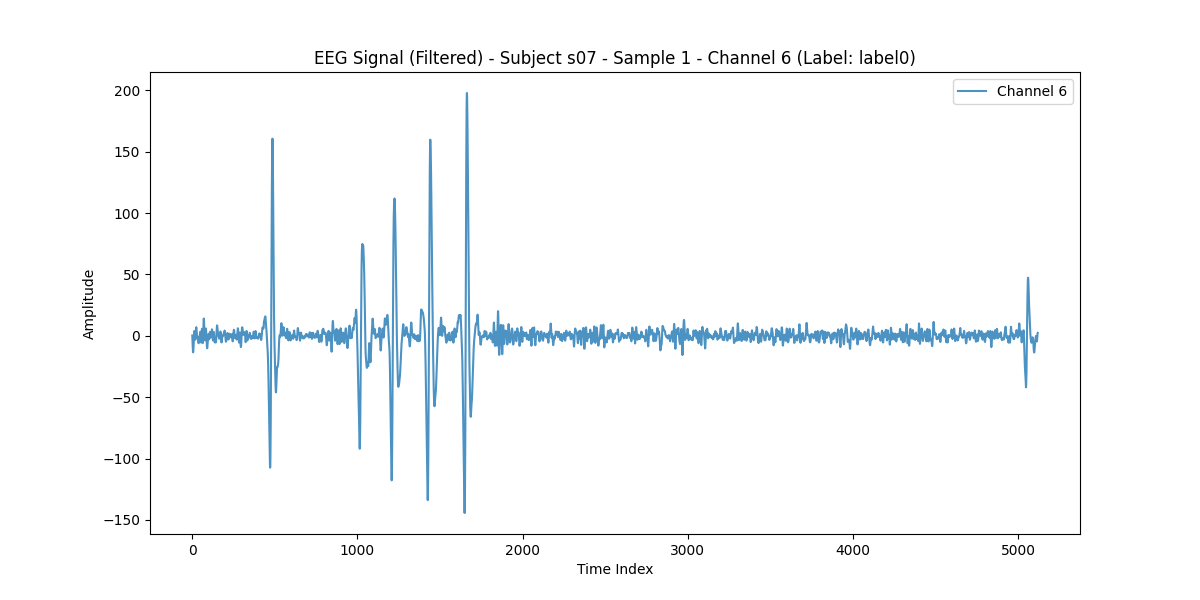 EEG Signal (Filtered) - Subject s07 - Sample 1 - Channel 6 (Label: label0)
Channel 6
200
150
100
50
0
−50
−100
−150
Amplitude
0 1000 2000 3000 4000 5000
Time Index